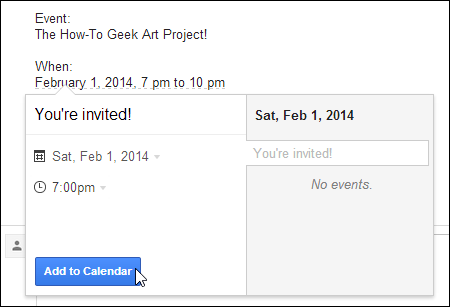 Event:
The How-To Geek Art Project!
When:
February 1, 2014, 7 pm to 10 pm
You're invited!
Sat, Feb 1, 2014
7:00pm
Add to Calendar
Sat, Feb 1, 2014
You're invited!
No events.